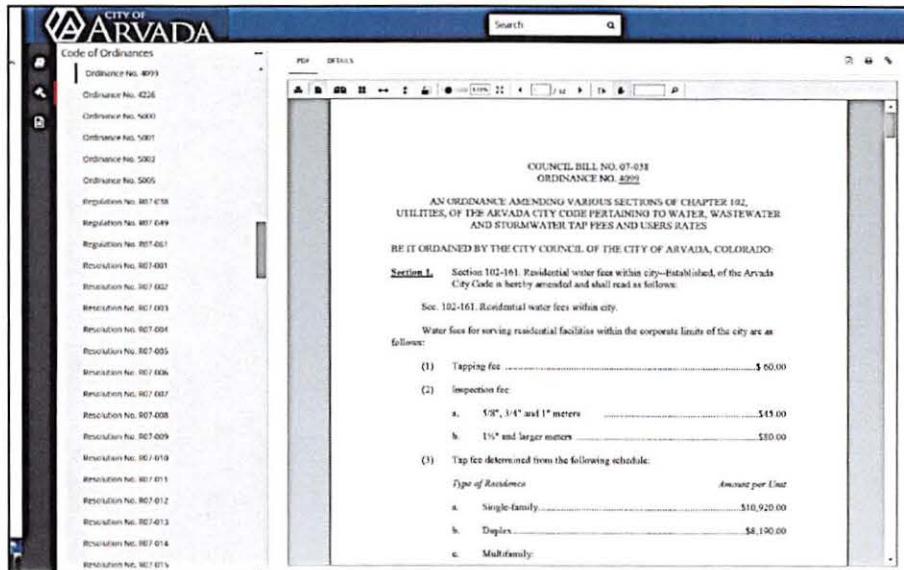 CITY OF
ARVADA
Search
Code of Ordinances
Ordinance No. 4099
Ordinance No. 4226
Ordinance No. 5000
Ordinance No. 5001
Ordinance No. 5002
Ordinance No. 5005
Regulation No. R07-038
Regulation No. R07-049
Regulation No. R07-061
Resolution No. R07-001
Resolution No. R07-002
Resolution No. R07-003
Resolution No. R07-004
Resolution No. R07-005
Resolution No. R07-006
Resolution No. R07-007
Resolution No. R07-008
Resolution No. R07-009
Resolution No. R07-010
Resolution No. R07-011
Resolution No. R07-012
Resolution No. R07-013
Resolution No. R07-014
Resolution No. R07-015
PDF DETAILS
COUNCIL BILL NO. 07-038
ORDINANCE NO. 4099
AN ORDINANCE AMENDING VARIOUS SECTIONS OF CHAPTER 102,
UTILITIES, OF THE ARVADA CITY CODE PERTAINING TO WATER, WASTEWATER
AND STORMWATER TAP FEES AND USERS RATES
BE IT ORDAINED BY THE CITY COUNCIL OF THE CITY OF ARVADA, COLORADO:
Section 1. Section 102-161. Residential water fees within city--Established, of the Arvada
City Code is hereby amended and shall read as follows:
Sec. 102-161. Residential water fees within city.
Water fees for serving residential facilities within the corporate limits of the city are as
follows:
(1) Tapping fee ........ $ 60.00
(2) Inspection fee:
a. 5/8", 3/4" and 1" meters ........ $45.00
b. 1½" and larger meters ........ $80.00
(3) Tap fee determined from the following schedule:
Type of Residence Amount per Unit
a. Single-family ........ $10,920.00
b. Duplex ........ $8,190.00
c. Multifamily: